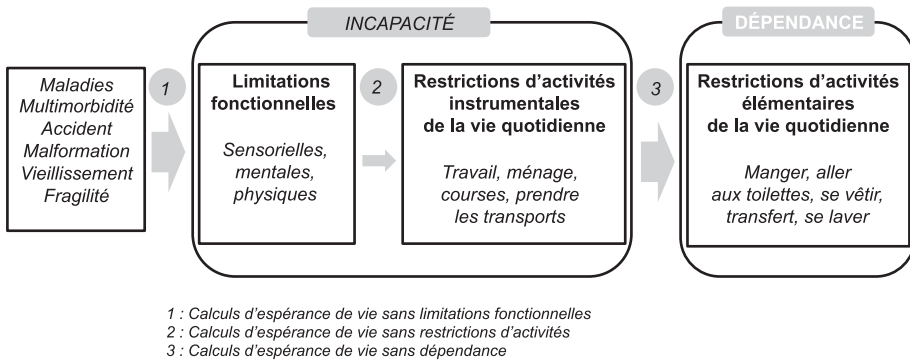 INCAPACITÉ
DÉPENDANCE
Maladies
Multimorbidité
Accident
Malformation
Vieillissement
Fragilité
1
Limitations
fonctionnelles
Sensorielles,
mentales,
physiques
2
Restrictions d’activités
instrumentales
de la vie quotidienne
Travail, ménage,
courses, prendre
les transports
3
Restrictions d’activités
élémentaires
de la vie quotidienne
Manger, aller
aux toilettes, se vêtir,
transfert, se laver
1 : Calculs d’espérance de vie sans limitations fonctionnelles
2 : Calculs d’espérance de vie sans restrictions d’activités
3 : Calculs d’espérance de vie sans dépendance